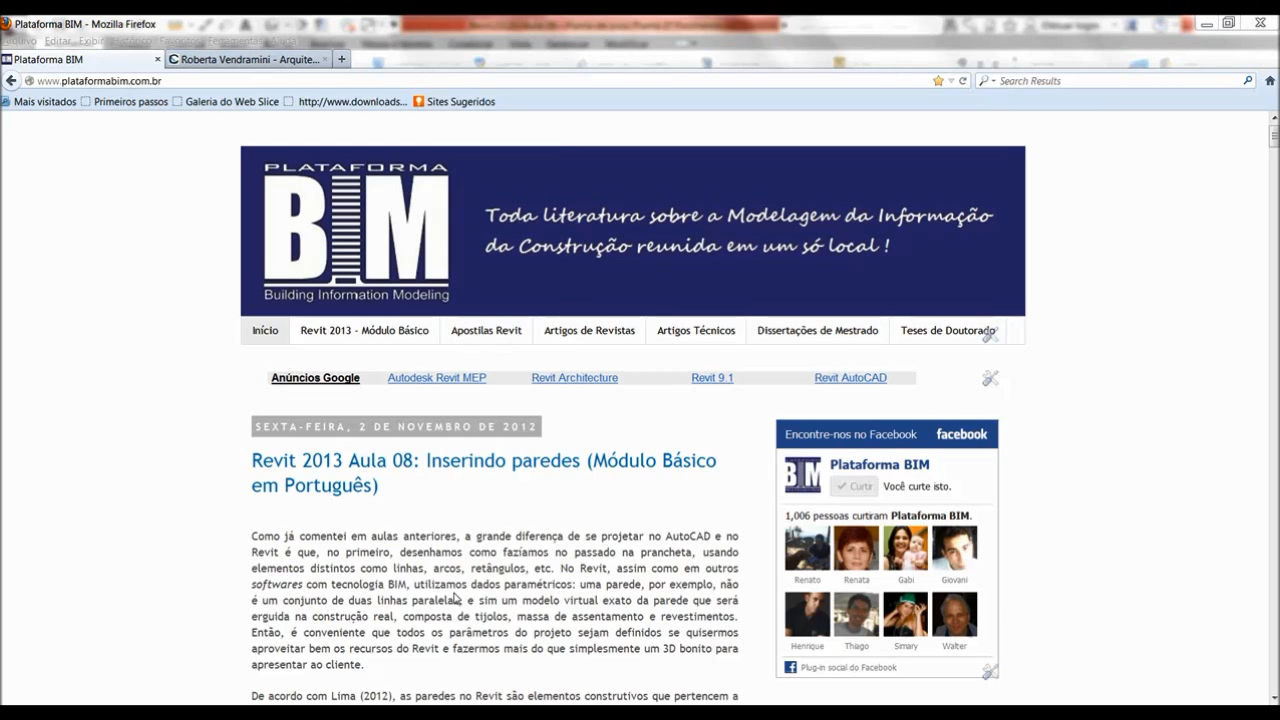 Plataforma BIM - Mozilla Firefox
Arquivo Editar Exibir Histórico Favoritos Ferramentas Ajuda
Plataforma BIM
Roberta Vendramini - Arquite...
www.plataformabim.com.br
Search Results
Mais visitados Primeiros passos Galeria do Web Slice http://www.downloads... Sites Sugeridos
PLATAFORMA
BIM
Building Information Modeling
Toda literatura sobre a Modelagem da Informação
da Construção reunida em um só local !
Início Revit 2013 - Módulo Básico Apostilas Revit Artigos de Revistas Artigos Técnicos Dissertações de Mestrado Teses de Doutorado
Anúncios Google Autodesk Revit MEP Revit Architecture Revit 9.1 Revit AutoCAD
SEXTA-FEIRA, 2 DE NOVEMBRO DE 2012
Revit 2013 Aula 08: Inserindo paredes (Módulo Básico
em Português)
Como já comentei em aulas anteriores, a grande diferença de se projetar no AutoCAD e no
Revit é que, no primeiro, desenhamos como fazíamos no passado na prancheta, usando
elementos distintos como linhas, arcos, retângulos, etc. No Revit, assim como em outros
softwares com tecnologia BIM, utilizamos dados paramétricos: uma parede, por exemplo, não
é um conjunto de duas linhas paralelas, e sim um modelo virtual exato da parede que será
erguida na construção real, composta de tijolos, massa de assentamento e revestimentos.
Então, é conveniente que todos os parâmetros do projeto sejam definidos se quisermos
aproveitar bem os recursos do Revit e fazermos mais do que simplesmente um 3D bonito para
apresentar ao cliente.
De acordo com Lima (2012), as paredes no Revit são elementos construtivos que pertencem a
Encontre-nos no Facebook facebook
BIM
Plataforma BIM
Curtir Você curte isto.
1,006 pessoas curtiram Plataforma BIM.
Renato Renata Gabi Giovani
Henrique Thiago Simary Walter
Plug-in social do Facebook